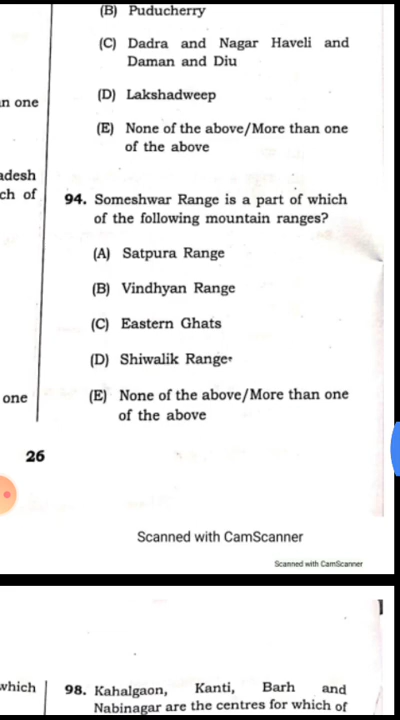 (B) Puducherry
(C) Dadra and Nagar Haveli and
Daman and Diu
n one
(D) Lakshadweep
(E) None of the above/More than one
of the above
adesh
ch of
94. Someshwar Range is a part of which
of the following mountain ranges?
(A) Satpura Range
(B) Vindhyan Range
(C) Eastern Ghats
(D) Shiwalik Range
one
(E) None of the above/More than one
of the above
26
Scanned with CamScanner
Scanned with CamScanner
which
98. Kahalgaon, Kanti, Barh and
Nabinagar are the centres for which of